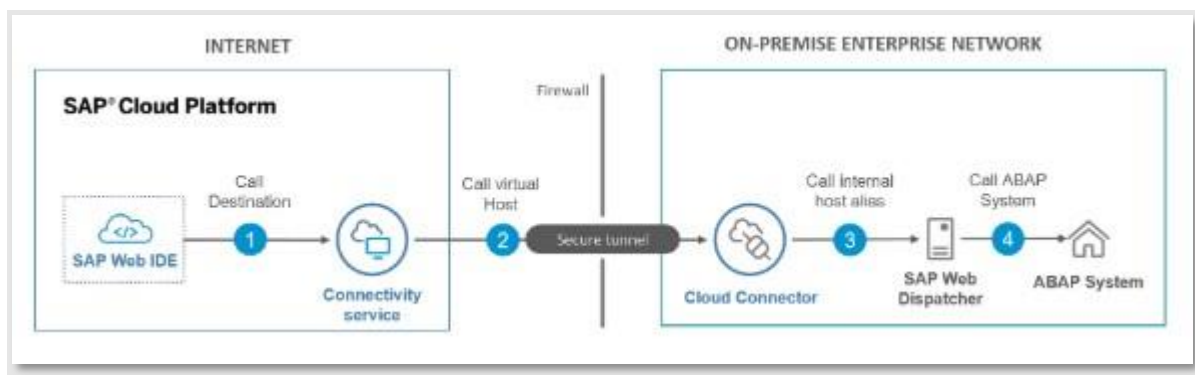 INTERNET
ON-PREMISE ENTERPRISE NETWORK
SAP® Cloud Platform
Firewall
Call
Destination
Call virtual
Host
Call internal
host alias
Call ABAP
System
1
2
Secure tunnel
3
4
</>
SAP Web IDE
Connectivity
service
Cloud Connector
SAP Web
Dispatcher
ABAP System